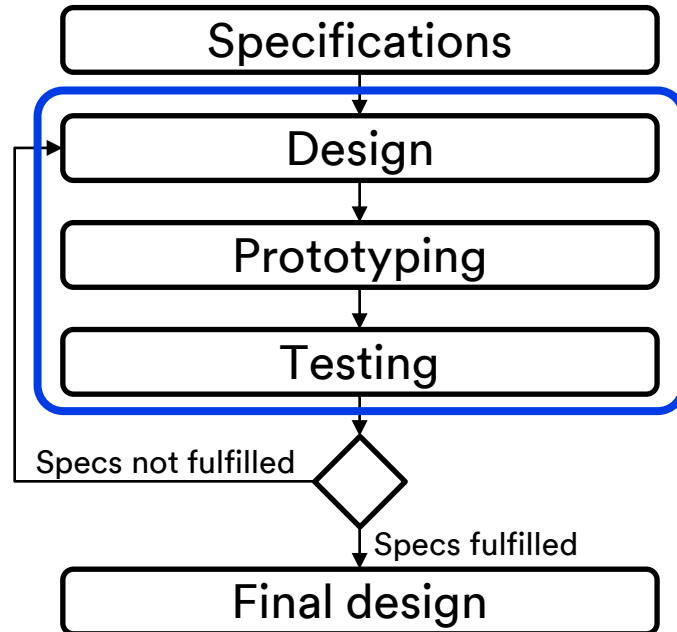 Specifications
Design
Prototyping
Testing
Specs not fulfilled
Specs fulfilled
Final design